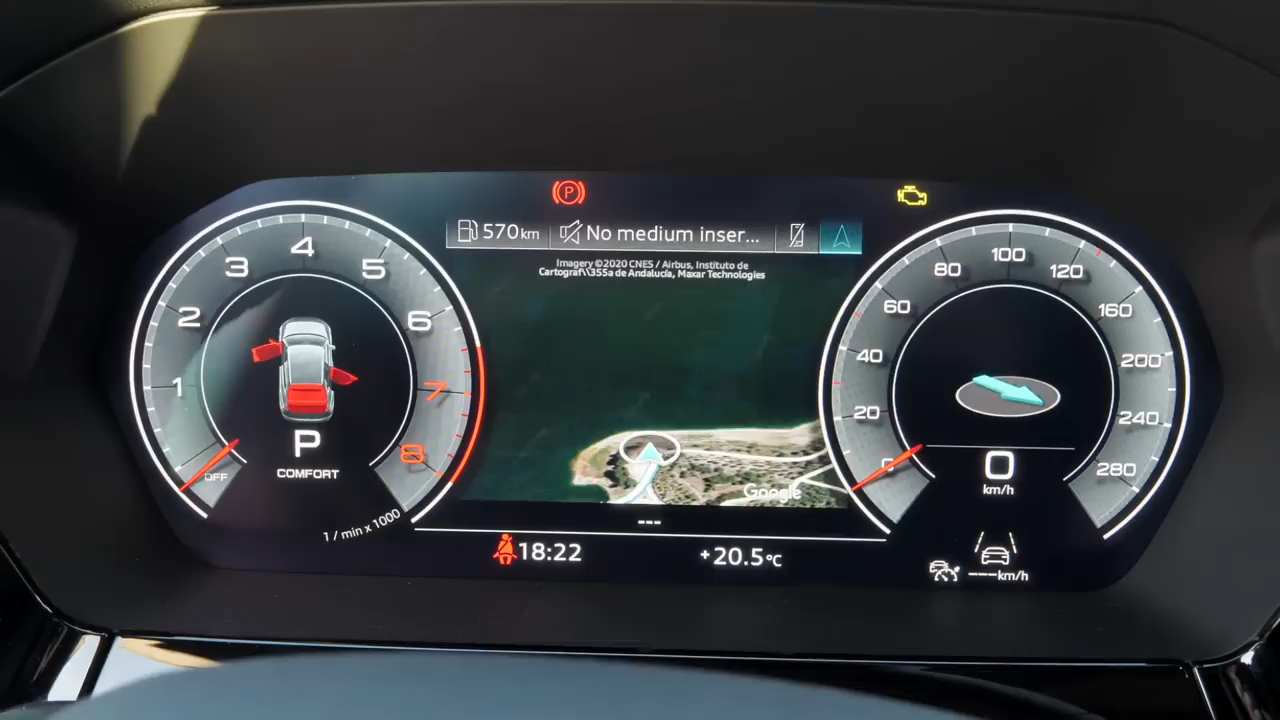 P
570km
No medium inser...
Imagery ©2020 CNES / Airbus, Instituto de
Cartograf\355a de Andalucía, Maxar Technologies
OFF
1
2
3
4
5
6
7
8
P
COMFORT
1 / min x 1000
Google
---
18:22
+20.5°C
0
20
40
60
80
100
120
160
200
240
280
0
km/h
---km/h